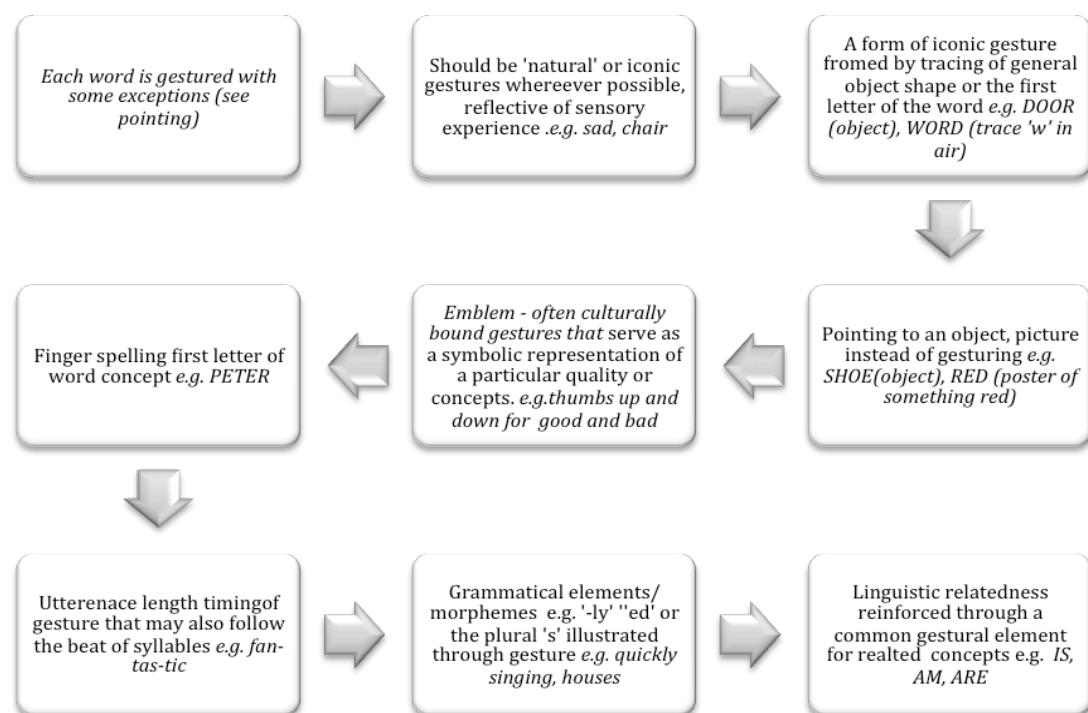 Each word is gestured with
some exceptions (see
pointing)
Should be 'natural' or iconic
gestures whereever possible,
reflective of sensory
experience .e.g. sad, chair
A form of iconic gesture
fromed by tracing of general
object shape or the first
letter of the word e.g. DOOR
(object), WORD (trace 'w' in
air)
Pointing to an object, picture
instead of gesturing e.g.
SHOE(object), RED (poster of
something red)
Emblem - often culturally
bound gestures that serve as
a symbolic representation of
a particular quality or
concepts. e.g.thumbs up and
down for good and bad
Finger spelling first letter of
word concept e.g. PETER
Utterenace length timingof
gesture that may also follow
the beat of syllables e.g. fan-
tas-tic
Grammatical elements/
morphemes e.g. '-ly' ''ed' or
the plural 's' illustrated
through gesture e.g. quickly
singing, houses
Linguistic relatedness
reinforced through a
common gestural element
for realted concepts e.g. IS,
AM, ARE